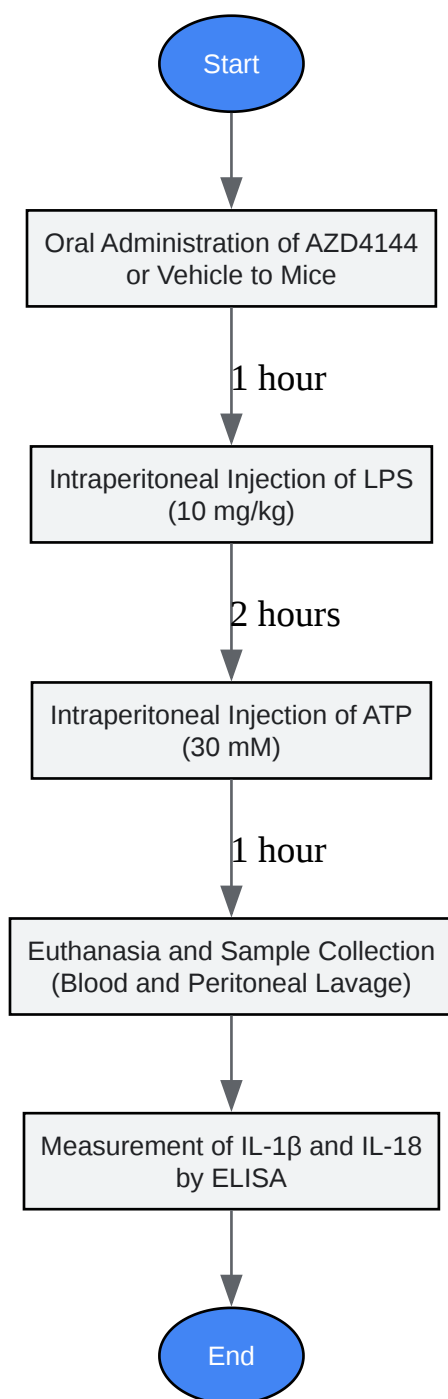 Start
Oral Administration of AZD4144
or Vehicle to Mice
1 hour
Intraperitoneal Injection of LPS
(10 mg/kg)
2 hours
Intraperitoneal Injection of ATP
(30 mM)
1 hour
Euthanasia and Sample Collection
(Blood and Peritoneal Lavage)
Measurement of IL-1β and IL-18
by ELISA
End